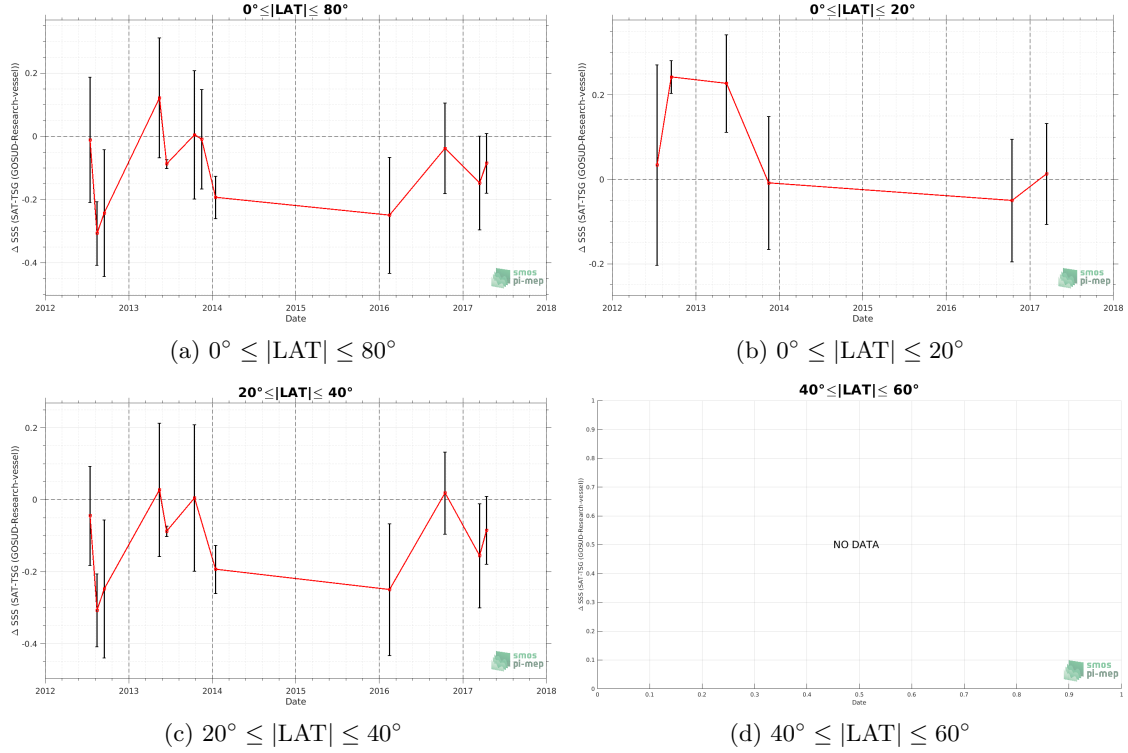 0°≤|LAT|≤ 80°
Δ SSS (SAT-TSG (GOSUD-Research-vessel))
0.2
0
-0.2
-0.4
2012 2013 2014 2015 2016 2017 2018
Date
smos
pi-mep
(a) 0° ≤ |LAT| ≤ 80°
0°≤|LAT|≤ 20°
Δ SSS (SAT-TSG (GOSUD-Research-vessel))
0.2
0
-0.2
2012 2013 2014 2015 2016 2017 2018
Date
smos
pi-mep
(b) 0° ≤ |LAT| ≤ 20°
20°≤|LAT|≤ 40°
Δ SSS (SAT-TSG (GOSUD-Research-vessel))
0.2
0
-0.2
-0.4
2012 2013 2014 2015 2016 2017 2018
Date
smos
pi-mep
(c) 20° ≤ |LAT| ≤ 40°
40°≤|LAT|≤ 60°
Δ SSS (SAT-TSG (GOSUD-Research-vessel))
1
0.9
0.8
0.7
0.6
0.5
0.4
0.3
0.2
0.1
0
NO DATA
0 0.1 0.2 0.3 0.4 0.5 0.6 0.7 0.8 0.9 1
Date
smos
pi-mep
(d) 40° ≤ |LAT| ≤ 60°